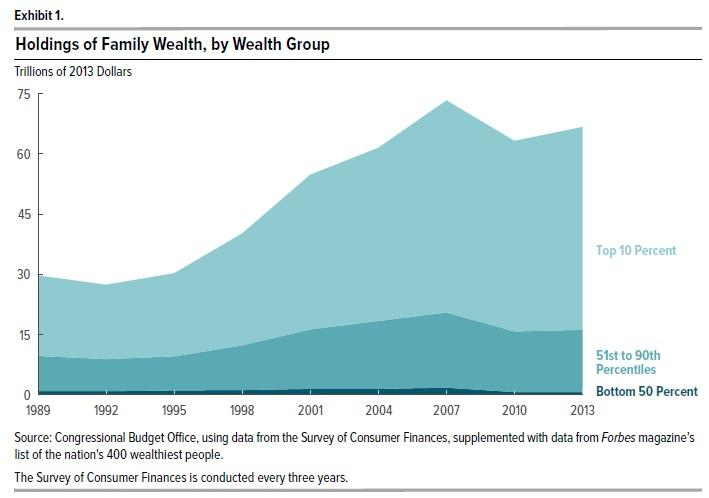 Exhibit 1.
Holdings of Family Wealth, by Wealth Group
Trillions of 2013 Dollars
75
60
45
30
15
0
Top 10 Percent
51st to 90th
Percentiles
Bottom 50 Percent
1989 1992 1995 1998 2001 2004 2007 2010 2013
Source: Congressional Budget Office, using data from the Survey of Consumer Finances, supplemented with data from Forbes magazine's
list of the nation's 400 wealthiest people.
The Survey of Consumer Finances is conducted every three years.